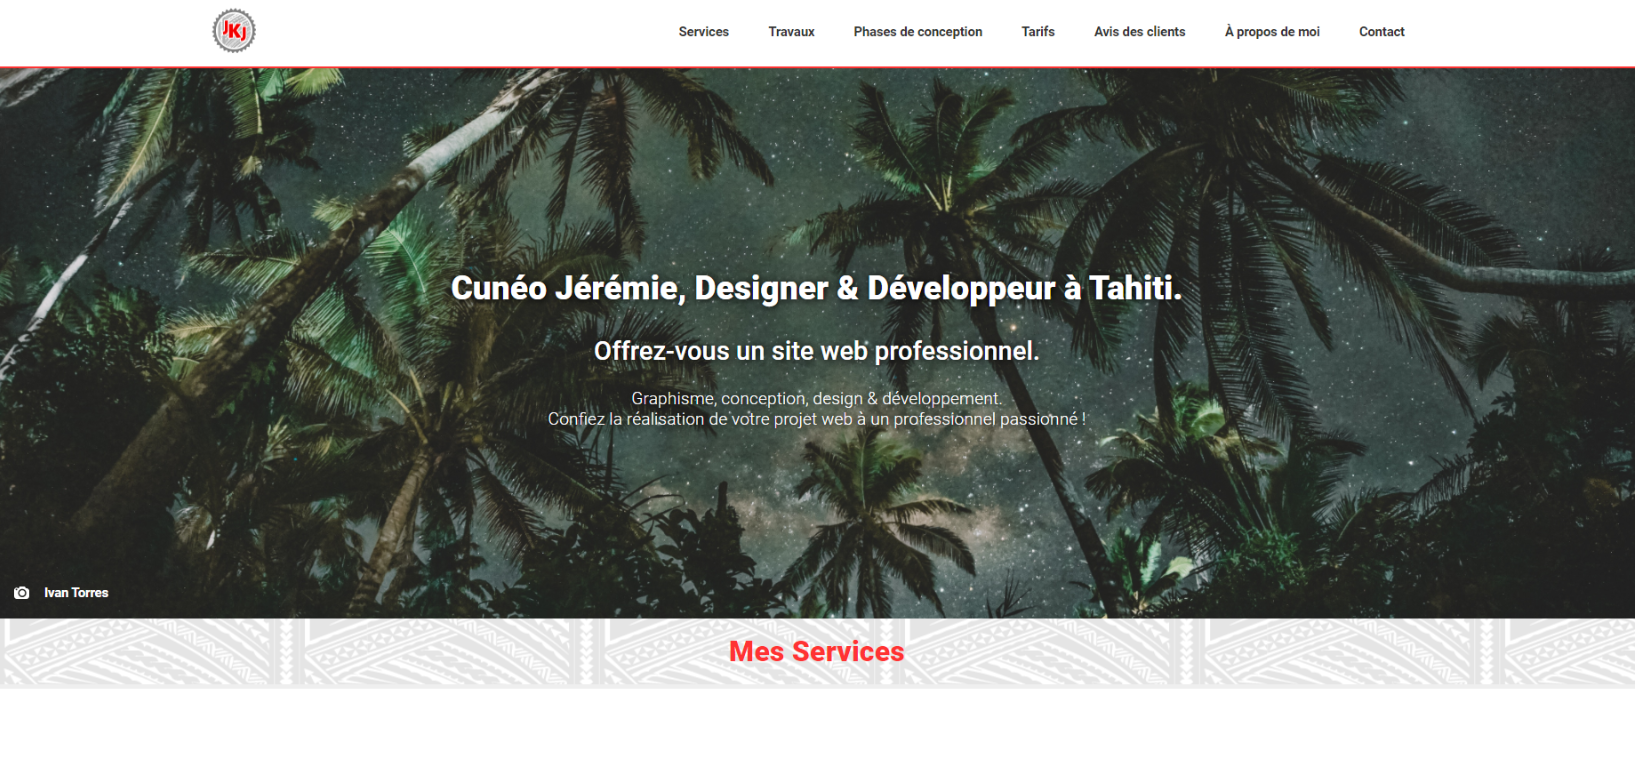 JKJ
Services Travaux Phases de conception Tarifs Avis des clients À propos de moi Contact
Cunéo Jérémie, Designer & Développeur à Tahiti.
Offrez-vous un site web professionnel.
Graphisme, conception, design & développement.
Confiez la réalisation de votre projet web à un professionnel passionné !
Ivan Torres
Mes Services